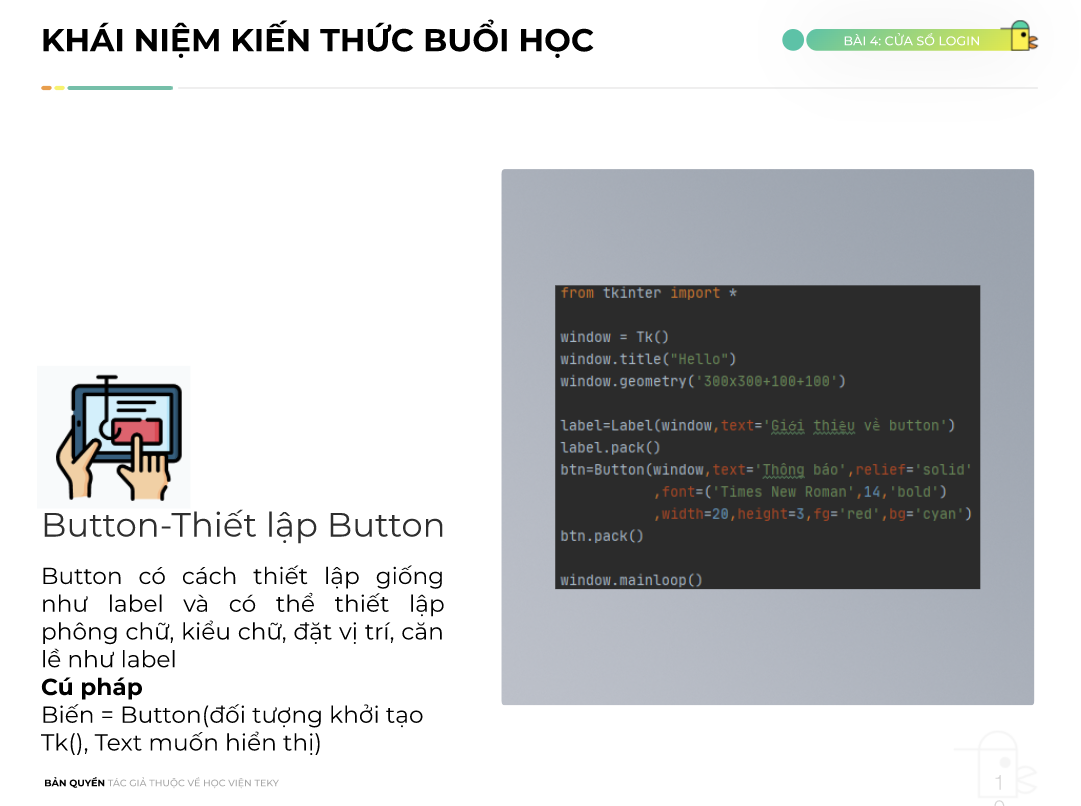 KHÁI NIỆM KIẾN THỨC BUỔI HỌC
BÀI 4: CỬA SỔ LOGIN
Button-Thiết lập Button
Button có cách thiết lập giống
như label và có thể thiết lập
phông chữ, kiểu chữ, đặt vị trí, căn
lề như label
Cú pháp
Biến = Button(đối tượng khởi tạo
Tk(), Text muốn hiển thị)
from tkinter import *
window = Tk()
window.title("Hello")
window.geometry('300x300+100+100')
label=Label(window,text='Giới thiệu về button')
label.pack()
btn=Button(window,text='Thông báo',relief='solid'
,font=('Times New Roman',14,'bold')
,width=20,height=3,fg='red',bg='cyan')
btn.pack()
window.mainloop()
BẢN QUYỀN TÁC GIẢ THUỘC VỀ HỌC VIỆN TEKY
1